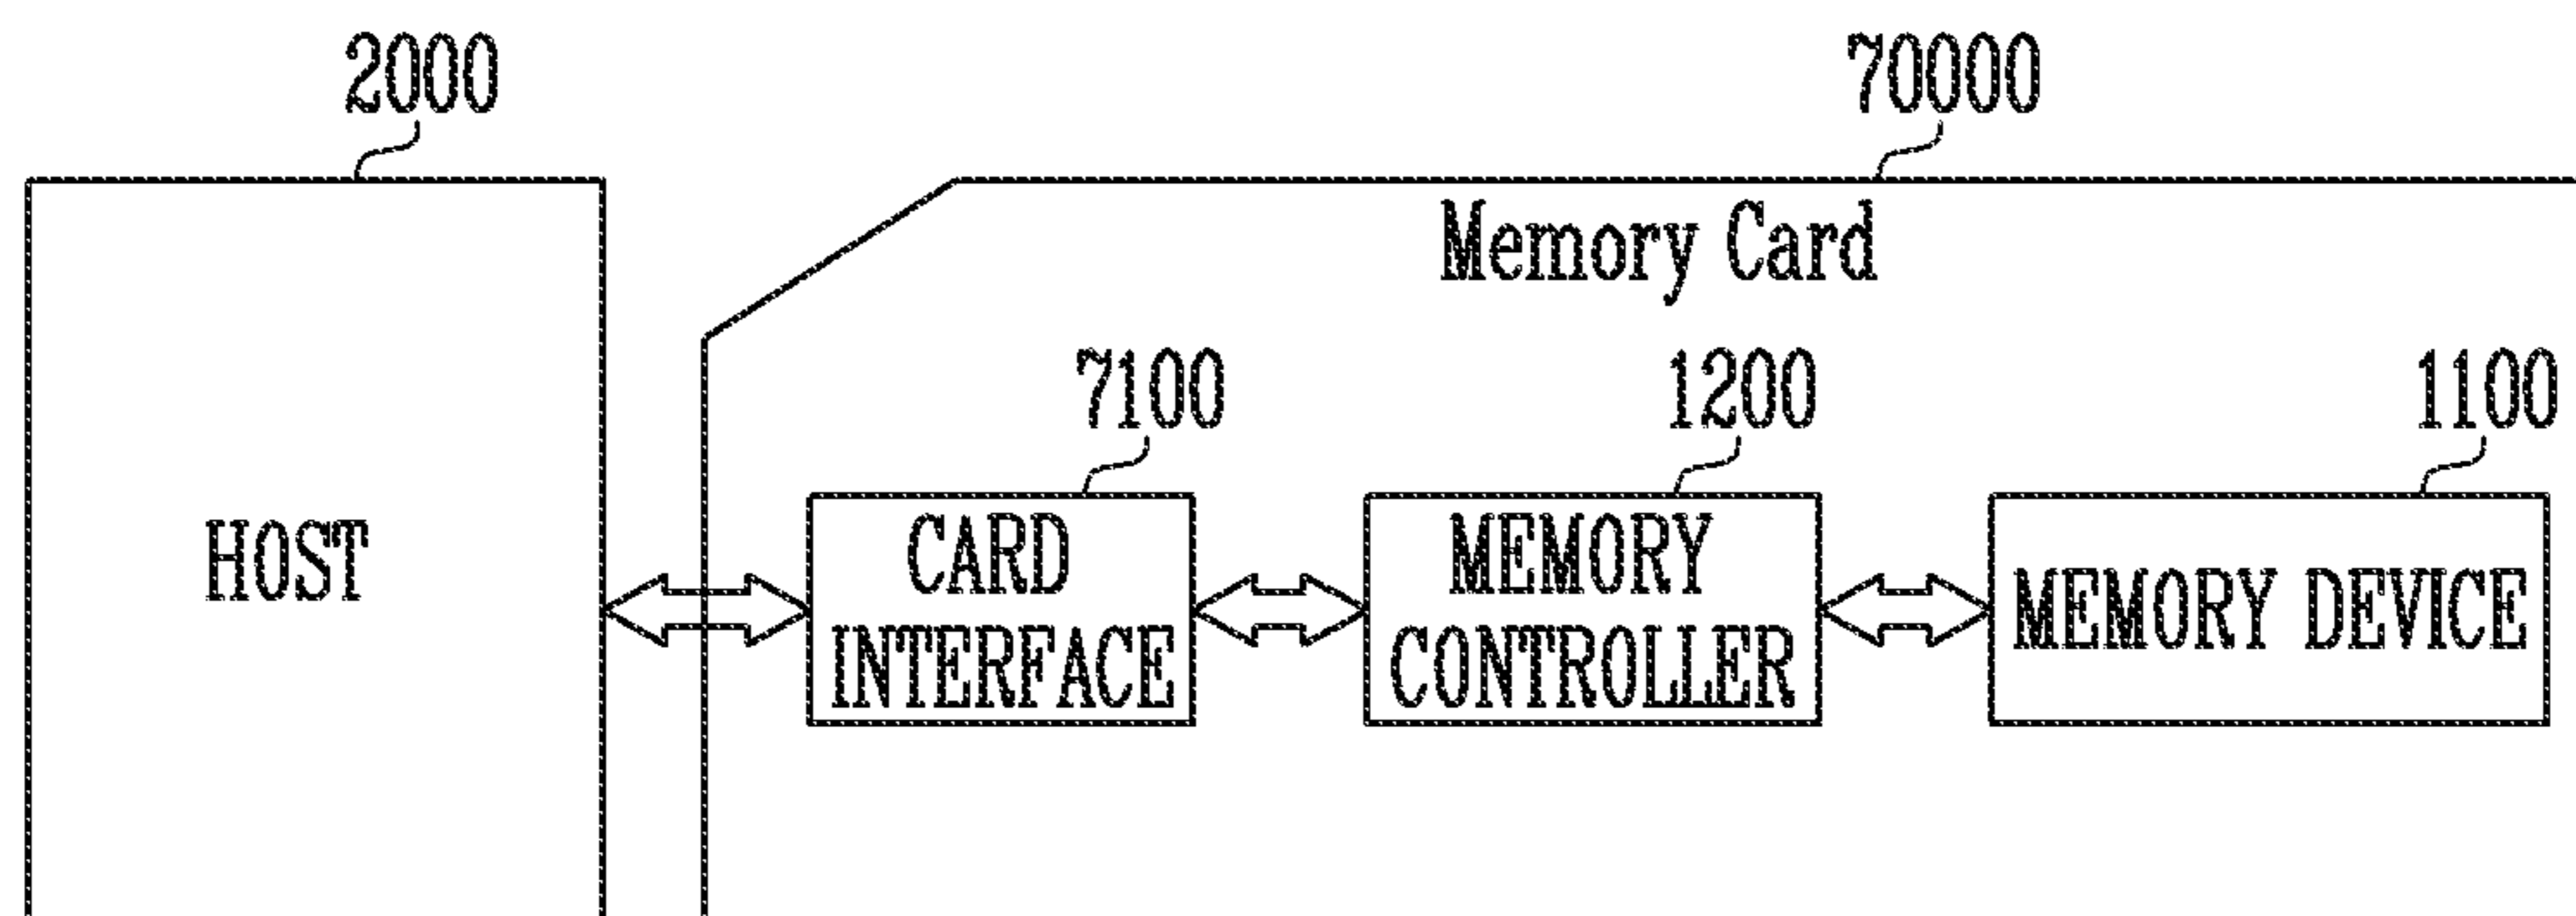 2000
70000
Memory Card
7100
1200
1100
HOST
CARD
INTERFACE
MEMORY
CONTROLLER
MEMORY DEVICE